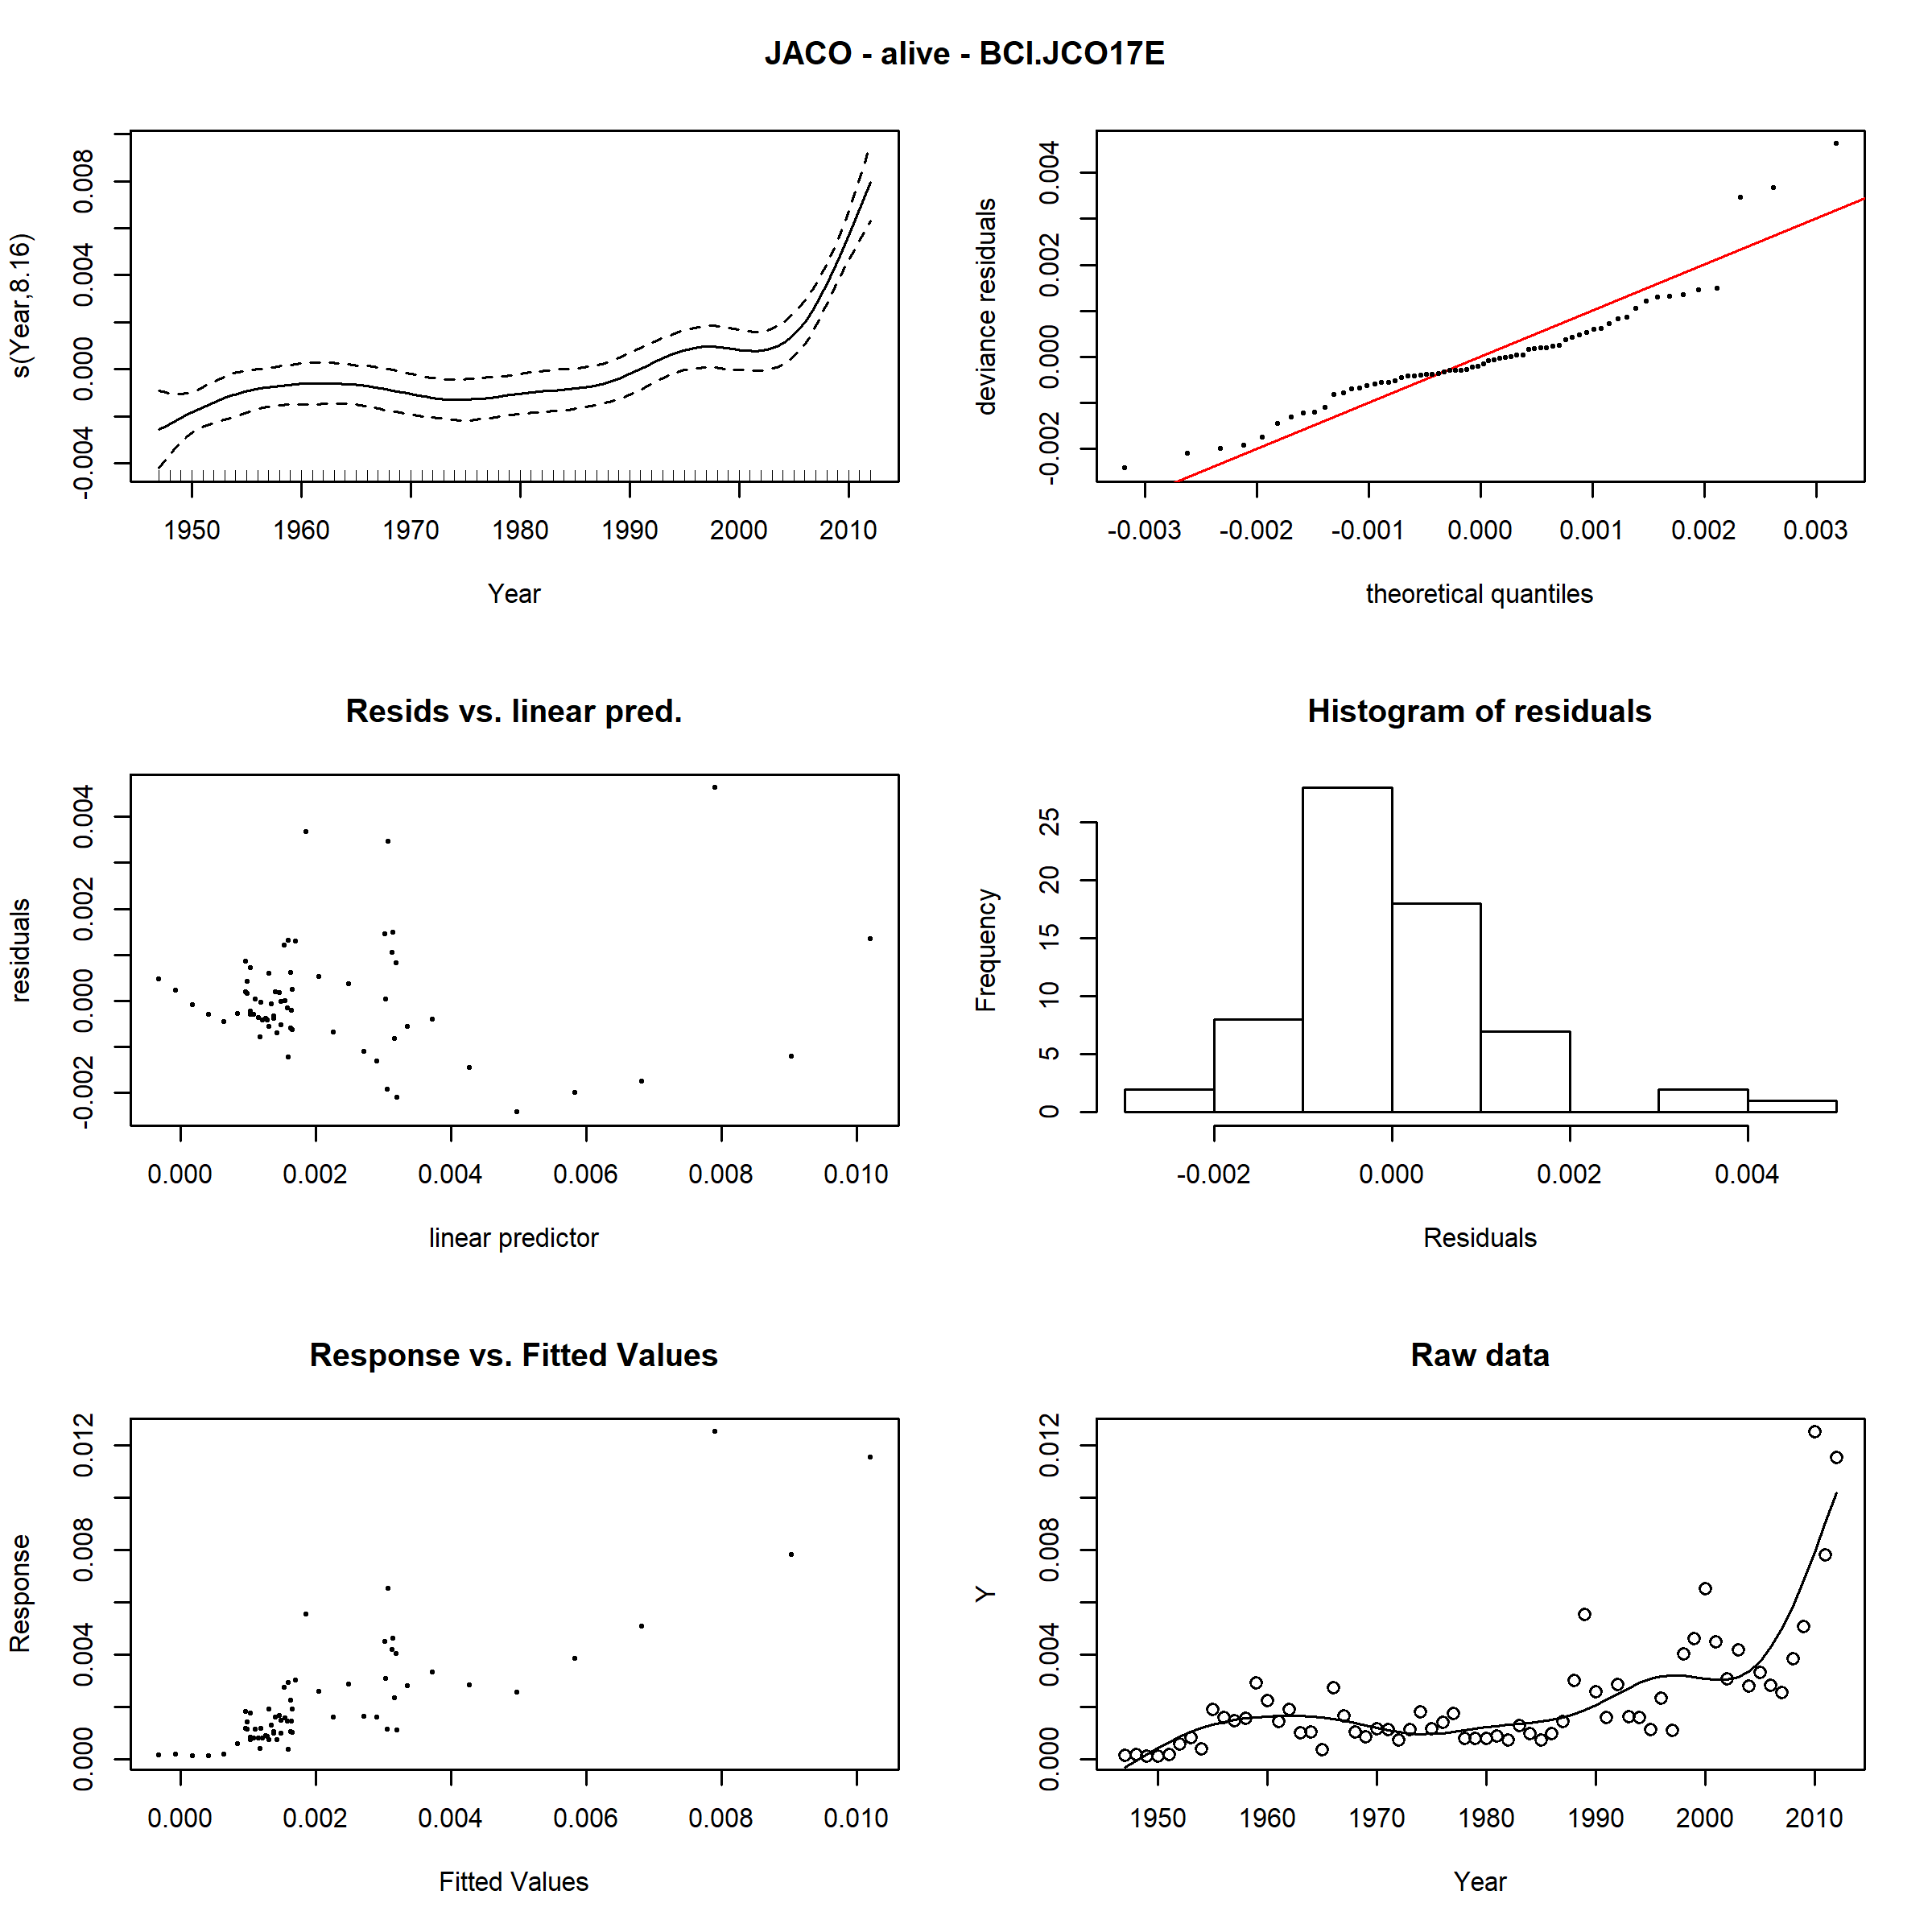 JACO - alive - BCI.JCO17E
s(Year,8.16)
-0.004 0.000 0.004 0.008
1950 1960 1970 1980 1990 2000 2010
Year
deviance residuals
-0.002 0.000 0.002 0.004
-0.003 -0.002 -0.001 0.000 0.001 0.002 0.003
theoretical quantiles
Resids vs. linear pred.
residuals
-0.002 0.000 0.002 0.004
0.000 0.002 0.004 0.006 0.008 0.010
linear predictor
Histogram of residuals
Frequency
0 5 10 15 20 25
-0.002 0.000 0.002 0.004
Residuals
Response vs. Fitted Values
Response
0.000 0.004 0.008 0.012
0.000 0.002 0.004 0.006 0.008 0.010
Fitted Values
Raw data
Y
0.000 0.004 0.008 0.012
1950 1960 1970 1980 1990 2000 2010
Year